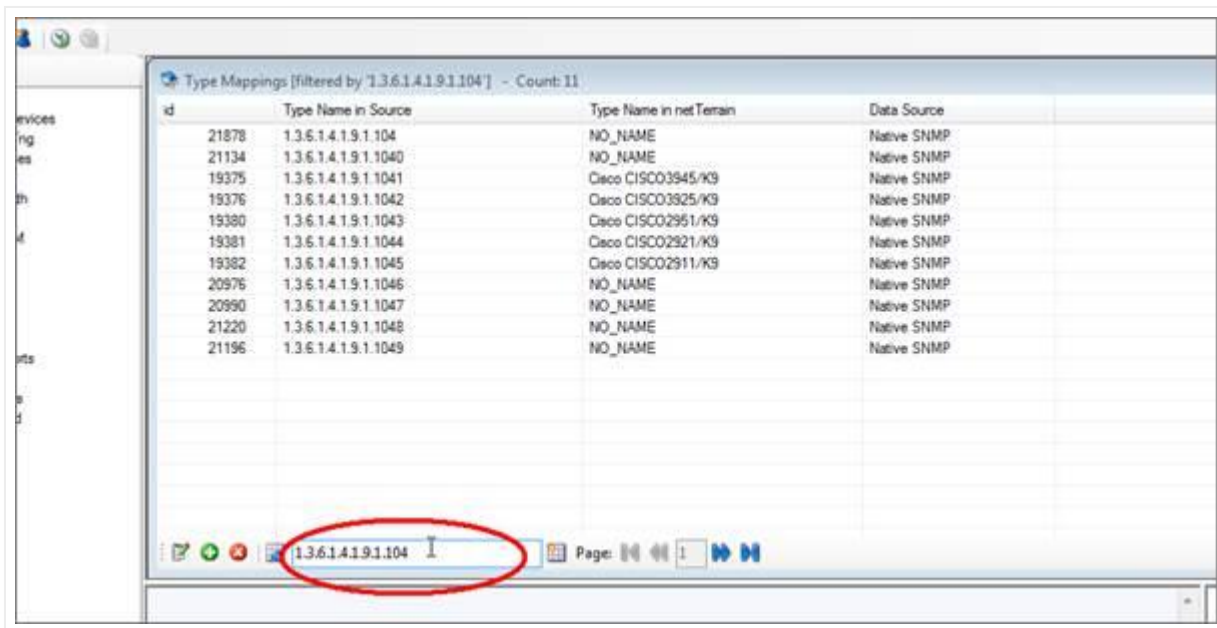 Type Mappings [filtered by '1.3.6.1.4.1.9.1.104'] - Count: 11
id Type Name in Source Type Name in netTerrain Data Source
21878 1.3.6.1.4.1.9.1.104 NO_NAME Native SNMP
21134 1.3.6.1.4.1.9.1.1040 NO_NAME Native SNMP
19375 1.3.6.1.4.1.9.1.1041 Cisco CISCO3945/K9 Native SNMP
19376 1.3.6.1.4.1.9.1.1042 Cisco CISCO3925/K9 Native SNMP
19380 1.3.6.1.4.1.9.1.1043 Cisco CISCO2951/K9 Native SNMP
19381 1.3.6.1.4.1.9.1.1044 Cisco CISCO2921/K9 Native SNMP
19382 1.3.6.1.4.1.9.1.1045 Cisco CISCO2911/K9 Native SNMP
20976 1.3.6.1.4.1.9.1.1046 NO_NAME Native SNMP
20990 1.3.6.1.4.1.9.1.1047 NO_NAME Native SNMP
21220 1.3.6.1.4.1.9.1.1048 NO_NAME Native SNMP
21196 1.3.6.1.4.1.9.1.1049 NO_NAME Native SNMP
1.3.6.1.4.1.9.1.104 Page: 1